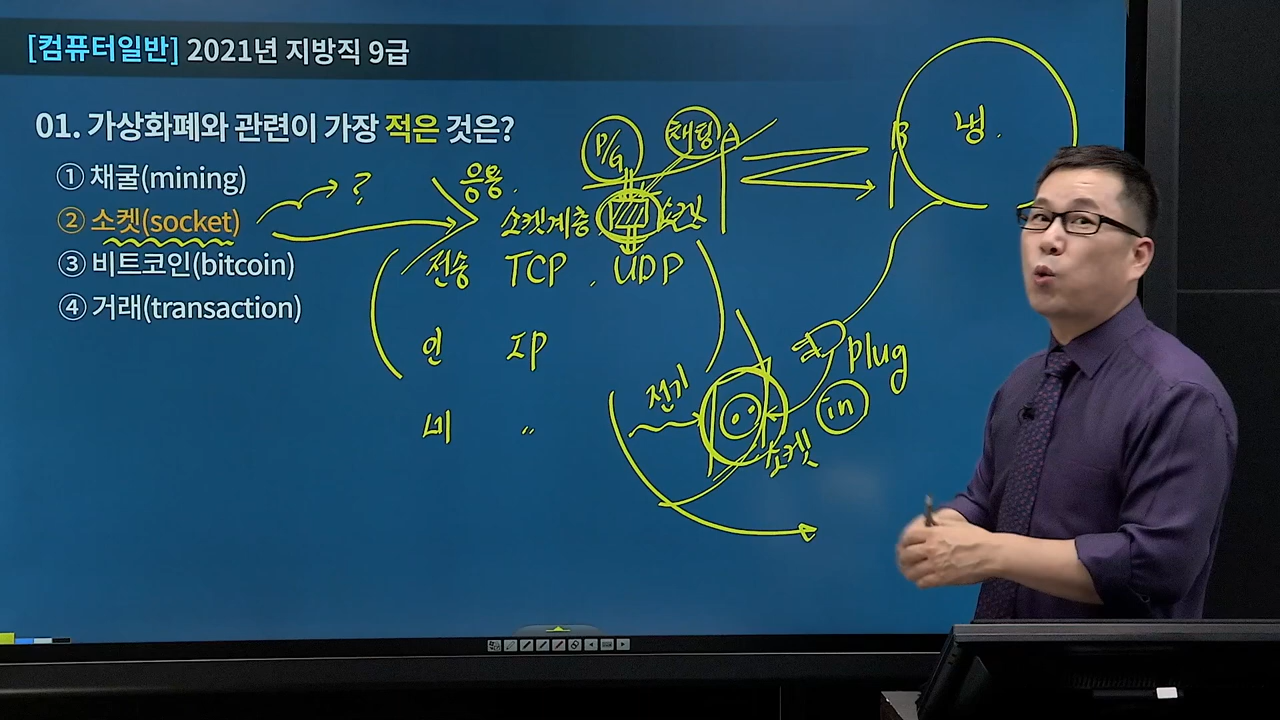 [컴퓨터일반] 2021년 지방직 9급
01. 가상화폐와 관련이 가장 적은 것은?
① 채굴(mining)
② 소켓(socket)
③ 비트코인(bitcoin)
④ 거래(transaction)
?
응용.
P/G
채팅
A
B
냉.
소켓계층
소켓
전송 TCP . UDP
인 IP
네 〃
전기
Plug
in
소켓